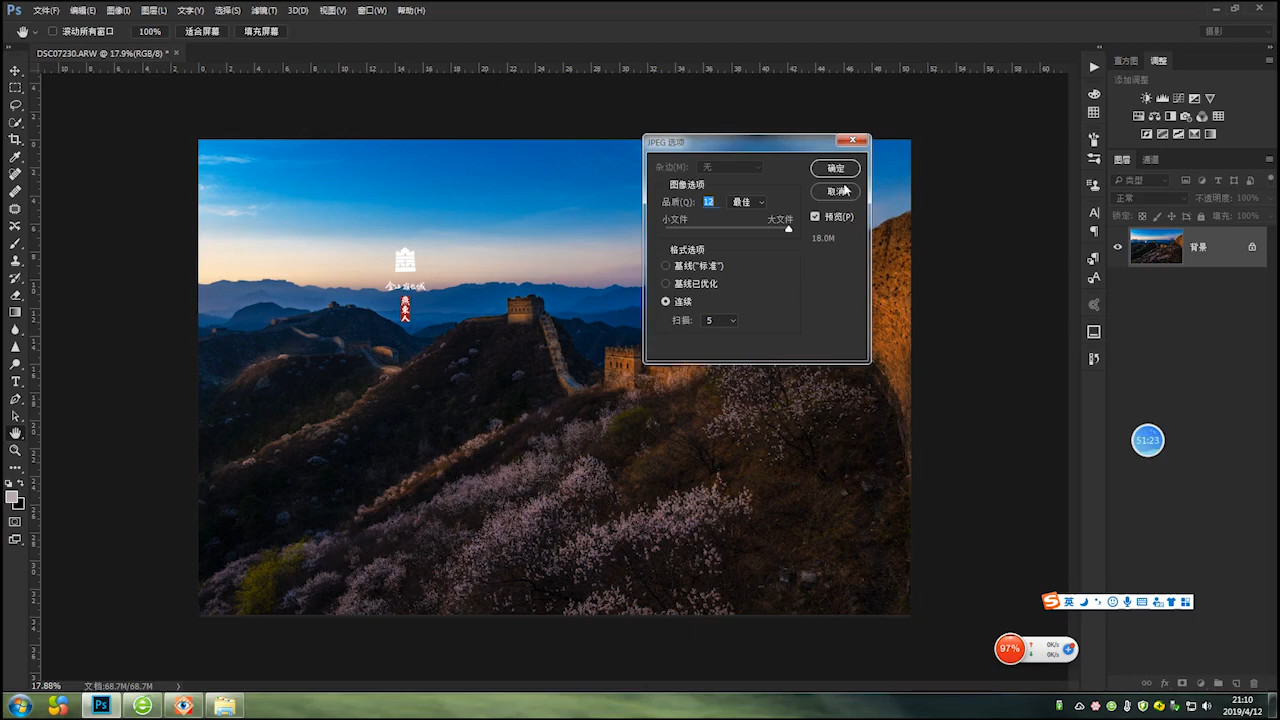 Ps 文件(F) 编辑(E) 图像(I) 图层(L) 文字(Y) 选择(S) 滤镜(T) 3D(D) 视图(V) 窗口(W) 帮助(H)
滚动所有窗口 100% 适合屏幕 填充屏幕 摄影
DSC07230.ARW @ 17.9%(RGB/8) * ×
直方图 调整
添加调整
JPEG 选项
杂边(M): 无
确定
图像选项
品质(Q): 12 最佳
取消
小文件 大文件
预览(P)
18.0M
格式选项
基线("标准")
基线已优化
连续
扫描: 5
图层 通道
类型
正常 不透明度: 100%
锁定: 填充: 100%
背景
燕东人
51:23
英
97% 0K/s
0K/s
17.88% 文档:68.7M/68.7M
Ps
21:10
2019/4/12